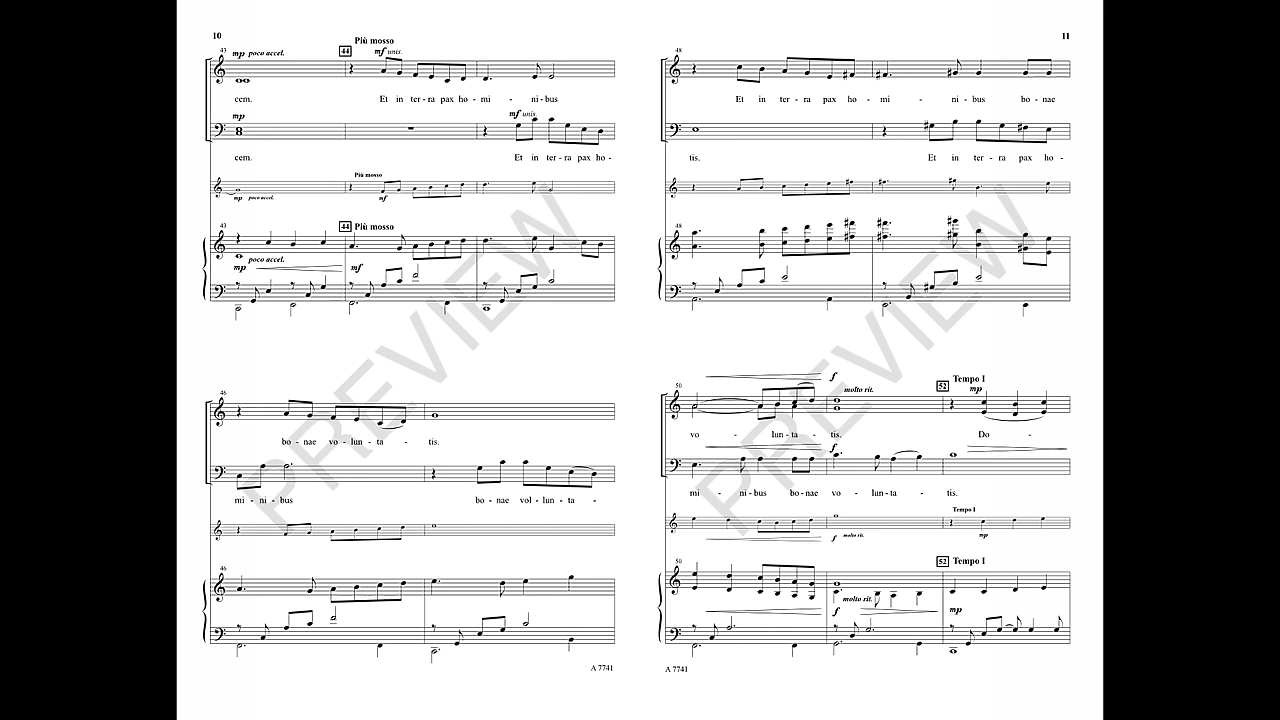 10
43 mp poco accel. 44 Più mosso mf unis.
cem. Et in ter - ra pax ho - mi - ni - bus
mp mf unis.
cem. Et in ter - ra pax ho -
Più mosso
mp poco accel. mf
43 44 Più mosso
poco accel.
mp mf
46
bo - nae vo - lun - ta - tis.
mi - ni - bus bo - nae vol - lun - ta -
46
A 7741
PREVIEW
11
48
Et in ter - ra pax ho - mi - ni - bus bo - nae
tis. Et in ter - ra pax ho -
48
50 f molto rit. 52 Tempo I mp
vo - lun - ta - tis. Do -
f
mi - ni - bus bo - nae vo - lun - ta - tis.
Tempo I
f molto rit. mp
50 52 Tempo I
molto rit.
f mp
A 7741
PREVIEW